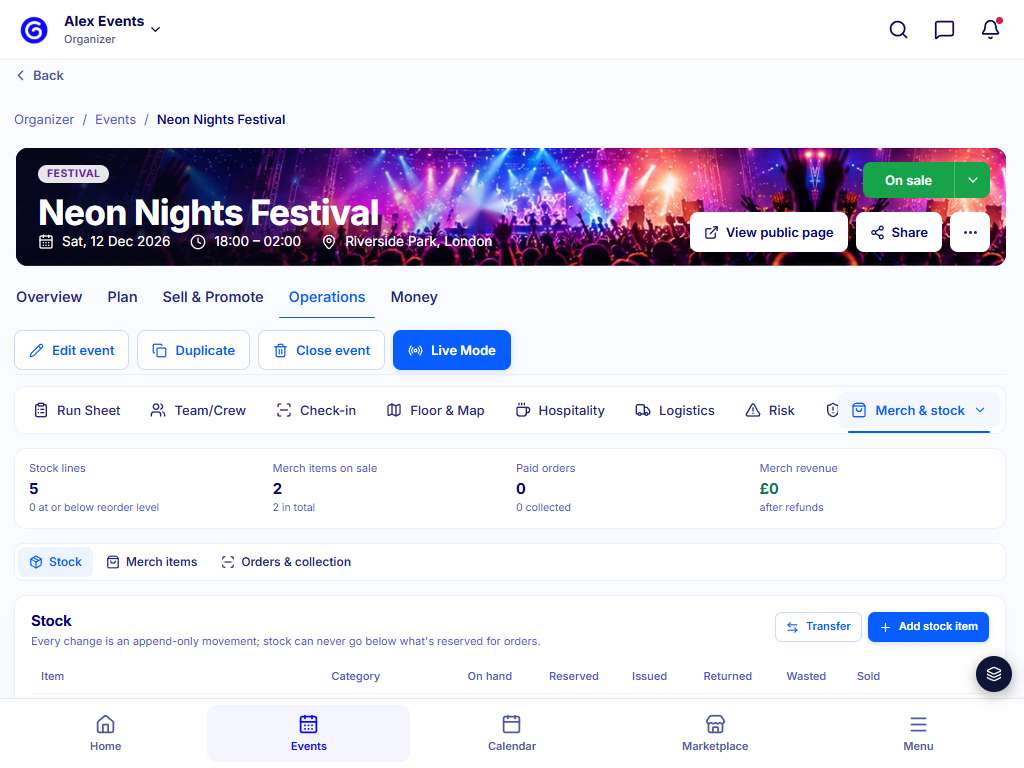 Alex Events
Organizer
Back
Organizer / Events / Neon Nights Festival
FESTIVAL
On sale
Neon Nights Festival
Sat, 12 Dec 2026 18:00 – 02:00 Riverside Park, London
View public page Share
Overview Plan Sell & Promote Operations Money
Edit event Duplicate Close event Live Mode
Run Sheet Team/Crew Check-in Floor & Map Hospitality Logistics Risk Merch & stock
Stock lines Merch items on sale Paid orders Merch revenue
5 2 0 £0
0 at or below reorder level 2 in total 0 collected after refunds
Stock Merch items Orders & collection
Stock
Every change is an append-only movement; stock can never go below what's reserved for orders.
Transfer Add stock item
Item Category On hand Reserved Issued Returned Wasted Sold
Home Events Calendar Marketplace Menu